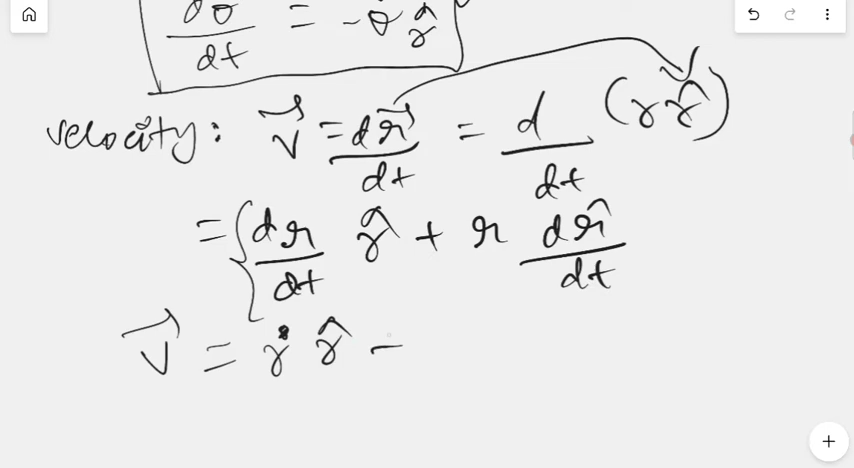 dθ̂/dt = -θ̇ r̂
velocity: v⃗ = dr⃗/dt = d/dt (r r̂)
= {dr/dt r̂ + r dr̂/dt
v⃗ = ṙ r̂ -